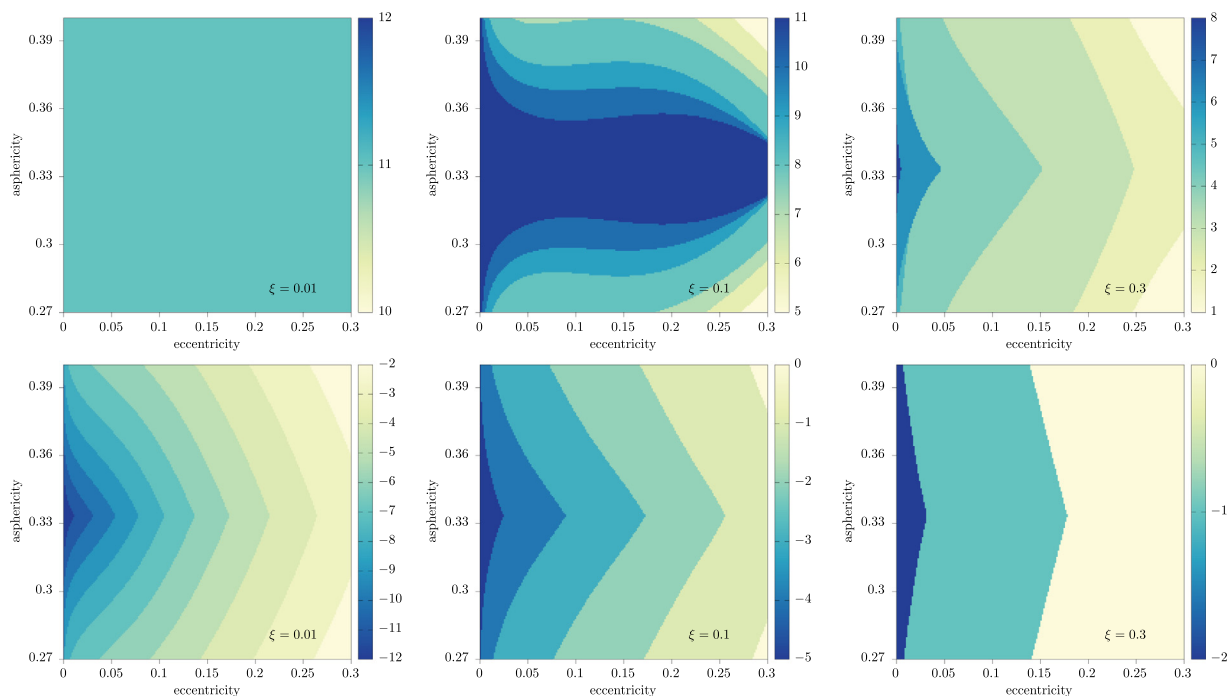 0.39
0.36
0.33
0.3
0.27
asphericity
0 0.05 0.1 0.15 0.2 0.25 0.3
eccentricity
ξ = 0.01
12
11
10
0.39
0.36
0.33
0.3
0.27
asphericity
0 0.05 0.1 0.15 0.2 0.25 0.3
eccentricity
ξ = 0.1
11
10
9
8
7
6
5
0.39
0.36
0.33
0.3
0.27
asphericity
0 0.05 0.1 0.15 0.2 0.25 0.3
eccentricity
ξ = 0.3
8
7
6
5
4
3
2
1
0.39
0.36
0.33
0.3
0.27
asphericity
0 0.05 0.1 0.15 0.2 0.25 0.3
eccentricity
ξ = 0.01
−2
−3
−4
−5
−6
−7
−8
−9
−10
−11
−12
0.39
0.36
0.33
0.3
0.27
asphericity
0 0.05 0.1 0.15 0.2 0.25 0.3
eccentricity
ξ = 0.1
0
−1
−2
−3
−4
−5
0.39
0.36
0.33
0.3
0.27
asphericity
0 0.05 0.1 0.15 0.2 0.25 0.3
eccentricity
ξ = 0.3
0
−1
−2